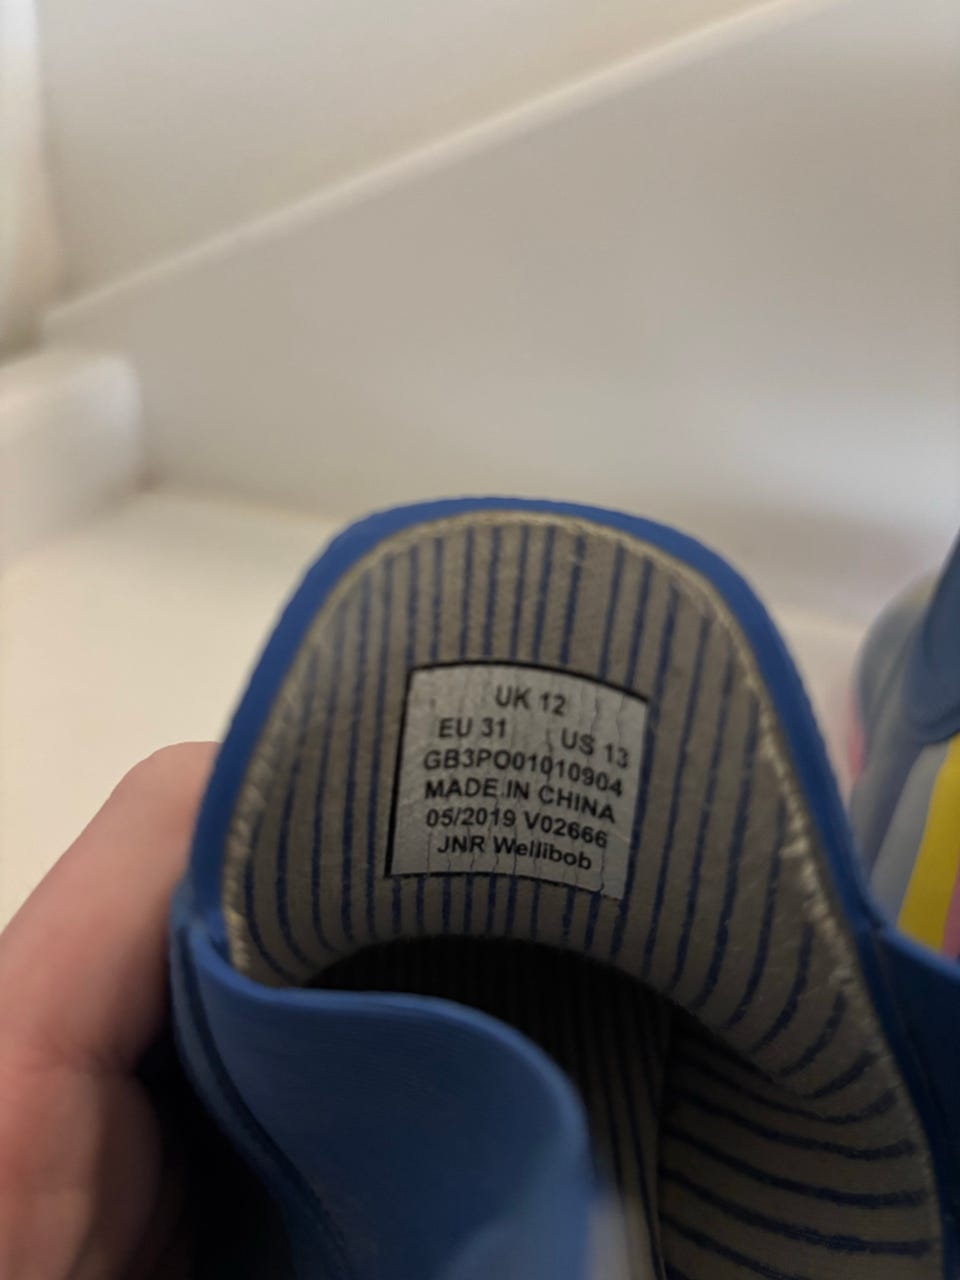 UK 12
EU 31 US 13
GB3PO01010904
MADE IN CHINA
05/2019 V02666
JNR Wellibob